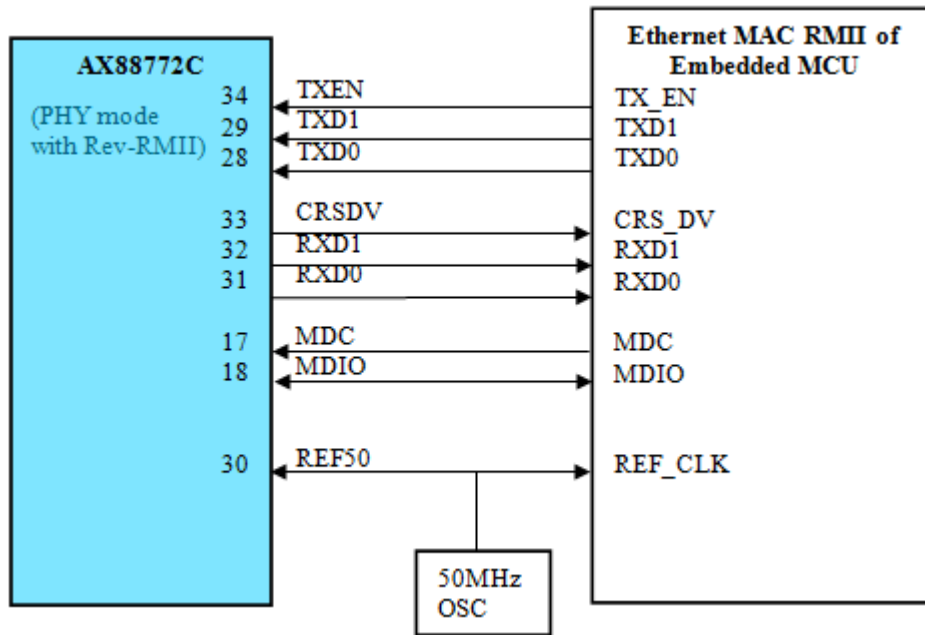 AX88772C
(PHY mode
with Rev-RMII)
Ethernet MAC RMII of
Embedded MCU
34 TXEN TX_EN
29 TXD1 TXD1
28 TXD0 TXD0
33 CRSDV CRS_DV
32 RXD1 RXD1
31 RXD0 RXD0
17 MDC MDC
18 MDIO MDIO
30 REF50 REF_CLK
50MHz
OSC